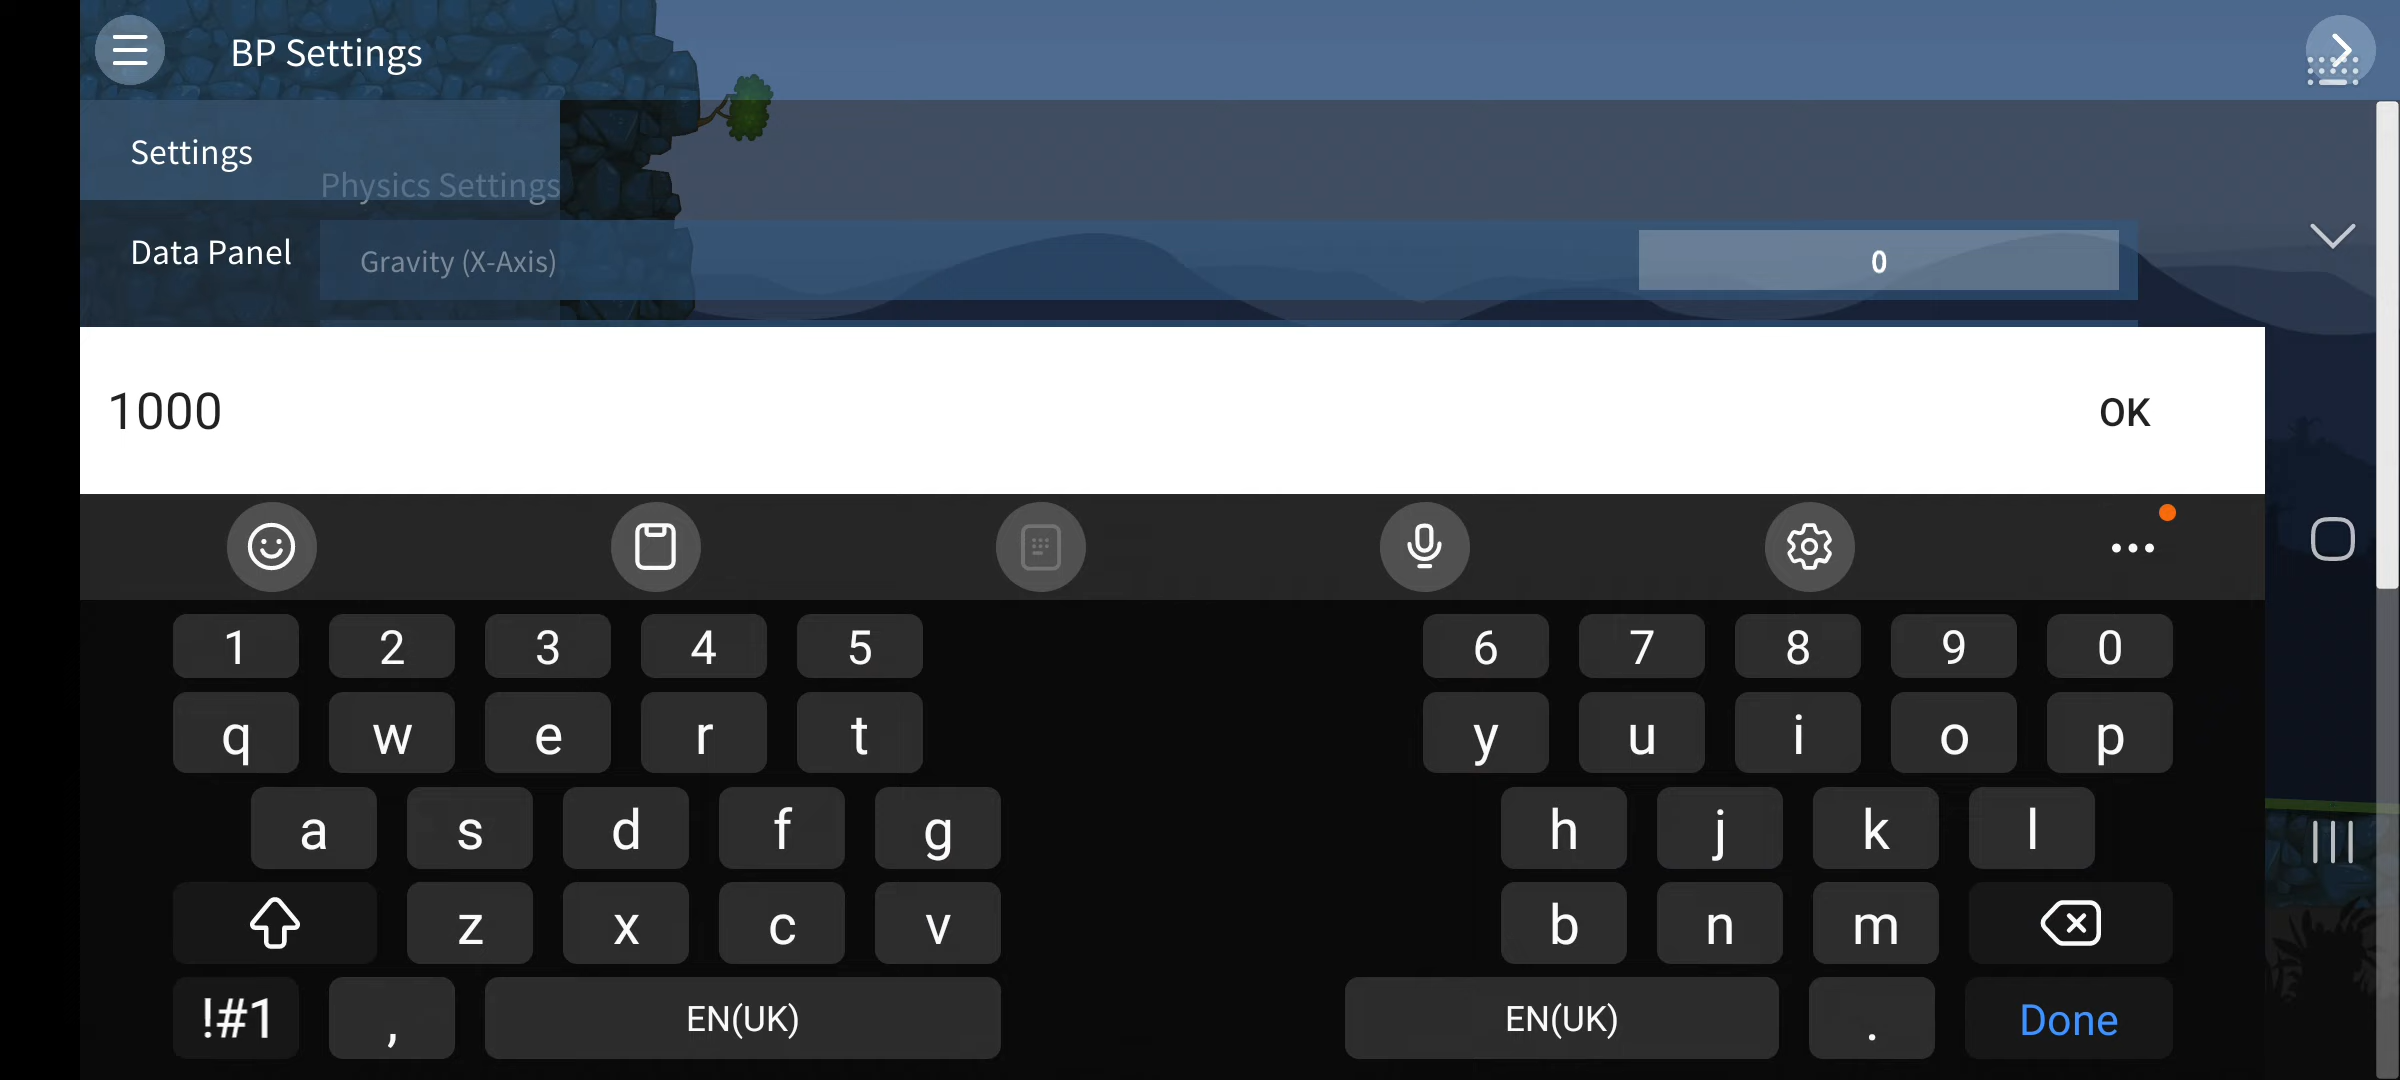 BP Settings
Settings
Physics Settings
Data Panel
Gravity (X-Axis)
0
1000
OK
1 2 3 4 5 6 7 8 9 0
q w e r t y u i o p
a s d f g h j k l
z x c v b n m
!#1 , EN(UK) EN(UK) . Done